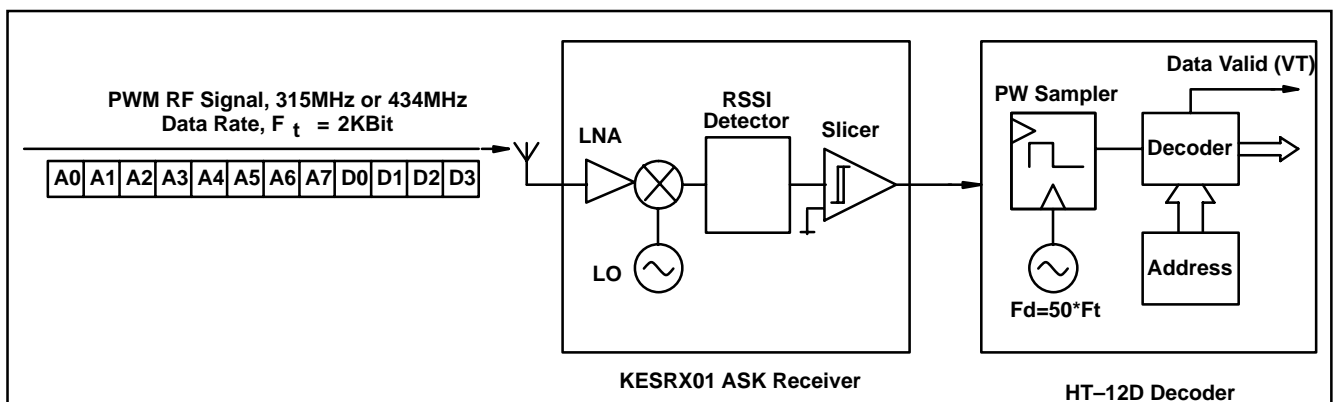 PWM RF Signal, 315MHz or 434MHz
Data Rate, F t = 2KBit
A0 A1 A2 A3 A4 A5 A6 A7 D0 D1 D2 D3
LNA
LO
RSSI
Detector
Slicer
KESRX01 ASK Receiver
Data Valid (VT)
PW Sampler
Decoder
Address
Fd=50*Ft
HT–12D Decoder